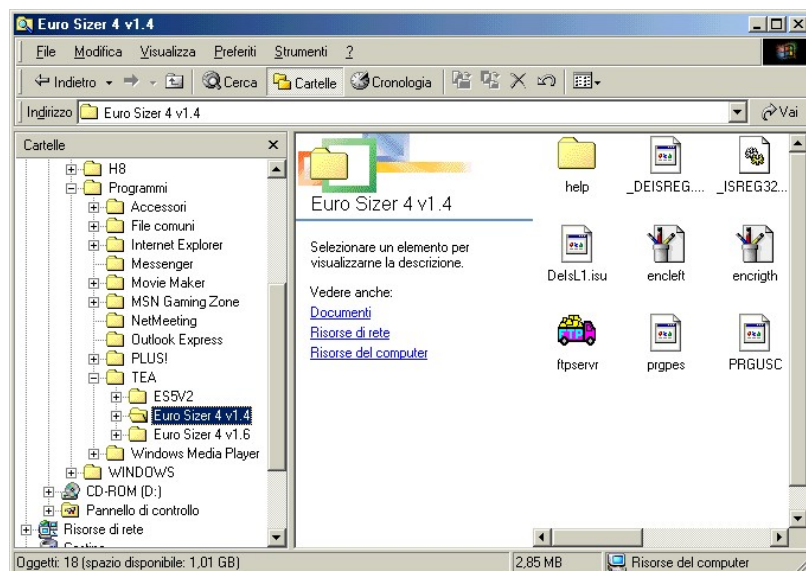 Euro Sizer 4 v1.4
File Modifica Visualizza Preferiti Strumenti ?
Indietro Cerca Cartelle Cronologia
Indirizzo Euro Sizer 4 v1.4 Vai
Cartelle
H8
Programmi
Accessori
File comuni
Internet Explorer
Messenger
Movie Maker
MSN Gaming Zone
NetMeeting
Outlook Express
PLUS!
TEA
ES5V2
Euro Sizer 4 v1.4
Euro Sizer 4 v1.6
Windows Media Player
WINDOWS
CD-ROM (D:)
Pannello di controllo
Risorse di rete
Euro Sizer 4 v1.4
Selezionare un elemento per
visualizzarne la descrizione.
Vedere anche:
Documenti
Risorse di rete
Risorse del computer
help _DEISREG.... _ISREG32...
DeIsL1.isu encleft encrigth
FTP
ftpservr prgpes PRGUSC
Oggetti: 18 (spazio disponibile: 1,01 GB) 2,85 MB Risorse del computer